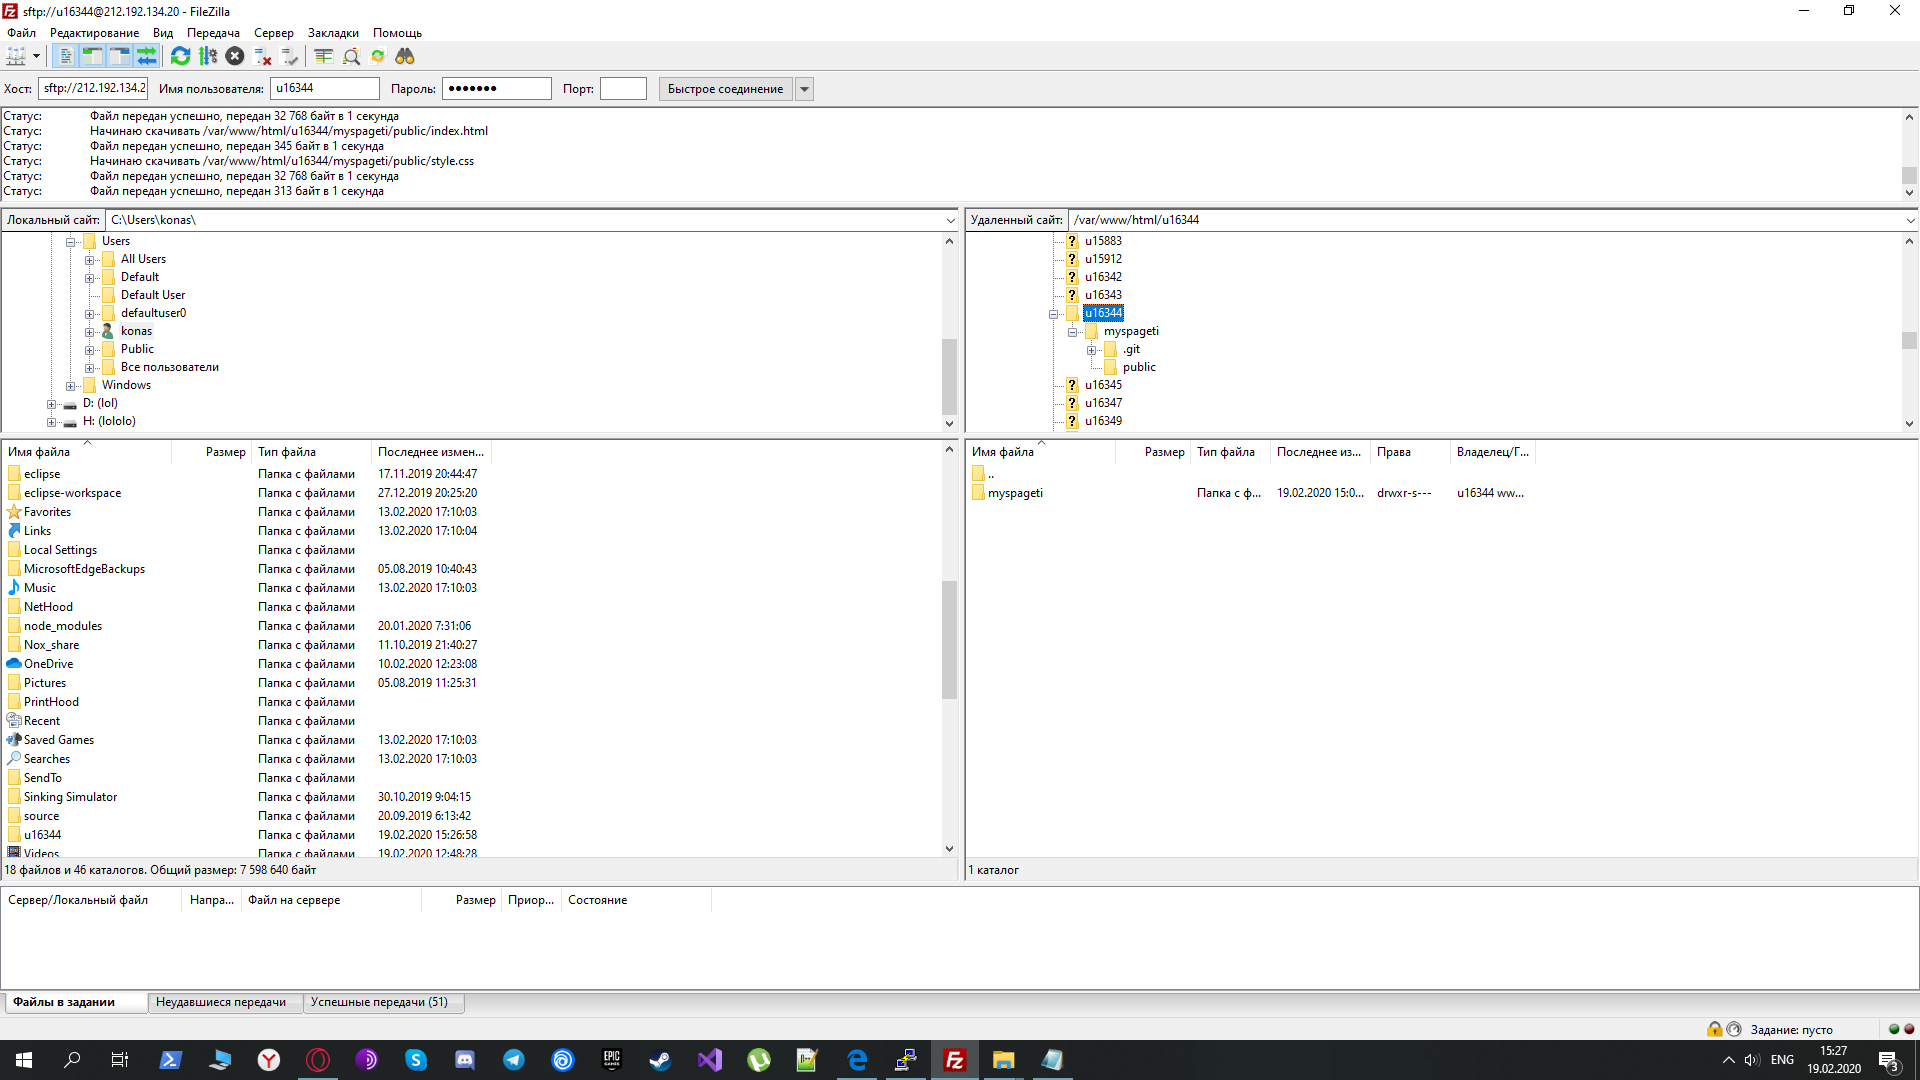 sftp://u16344@212.192.134.20 - FileZilla
Файл Редактирование Вид Передача Сервер Закладки Помощь
Хост: sftp://212.192.134.2 Имя пользователя: u16344 Пароль: ●●●●●●● Порт: Быстрое соединение
Статус: Файл передан успешно, передан 32 768 байт в 1 секунда
Статус: Начинаю скачивать /var/www/html/u16344/myspageti/public/index.html
Статус: Файл передан успешно, передан 345 байт в 1 секунда
Статус: Начинаю скачивать /var/www/html/u16344/myspageti/public/style.css
Статус: Файл передан успешно, передан 32 768 байт в 1 секунда
Статус: Файл передан успешно, передан 313 байт в 1 секунда
Локальный сайт: C:\Users\konas\
Users
All Users
Default
Default User
defaultuser0
konas
Public
Все пользователи
Windows
D: (lol)
H: (lololo)
Удаленный сайт: /var/www/html/u16344
u15883
u15912
u16342
u16343
u16344
myspageti
.git
public
u16345
u16347
u16349
Имя файла Размер Тип файла Последнее измен...
eclipse Папка с файлами 17.11.2019 20:44:47
eclipse-workspace Папка с файлами 27.12.2019 20:25:20
Favorites Папка с файлами 13.02.2020 17:10:03
Links Папка с файлами 13.02.2020 17:10:04
Local Settings Папка с файлами
MicrosoftEdgeBackups Папка с файлами 05.08.2019 10:40:43
Music Папка с файлами 13.02.2020 17:10:03
NetHood Папка с файлами
node_modules Папка с файлами 20.01.2020 7:31:06
Nox_share Папка с файлами 11.10.2019 21:40:27
OneDrive Папка с файлами 10.02.2020 12:23:08
Pictures Папка с файлами 05.08.2019 11:25:31
PrintHood Папка с файлами
Recent Папка с файлами
Saved Games Папка с файлами 13.02.2020 17:10:03
Searches Папка с файлами 13.02.2020 17:10:03
SendTo Папка с файлами
Sinking Simulator Папка с файлами 30.10.2019 9:04:15
source Папка с файлами 20.09.2019 6:13:42
u16344 Папка с файлами 19.02.2020 15:26:58
Videos Папка с файлами 19.02.2020 12:48:28
18 файлов и 46 каталогов. Общий размер: 7 598 640 байт
Имя файла Размер Тип файла Последнее из... Права Владелец/Г...
..
myspageti Папка с ф... 19.02.2020 15:0... drwxr-s--- u16344 ww...
1 каталог
Сервер/Локальный файл Напра... Файл на сервере Размер Приор... Состояние
Файлы в задании Неудавшиеся передачи Успешные передачи (51)
Задание: пусто
EPIC GAMES
ENG 15:27
19.02.2020
3